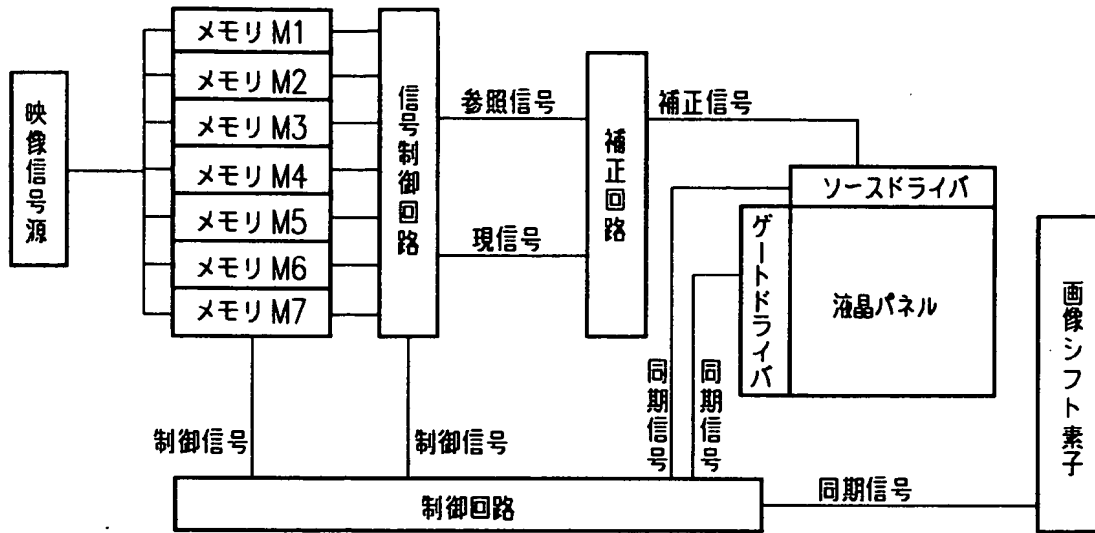 映像信号源
メモリ M1
メモリ M2
メモリ M3
メモリ M4
メモリ M5
メモリ M6
メモリ M7
信号制御回路
参照信号
現信号
補正回路
補正信号
ソースドライバ
ゲートドライバ
液晶パネル
画像シフト素子
同期信号
同期信号
制御信号
制御信号
制御回路
同期信号